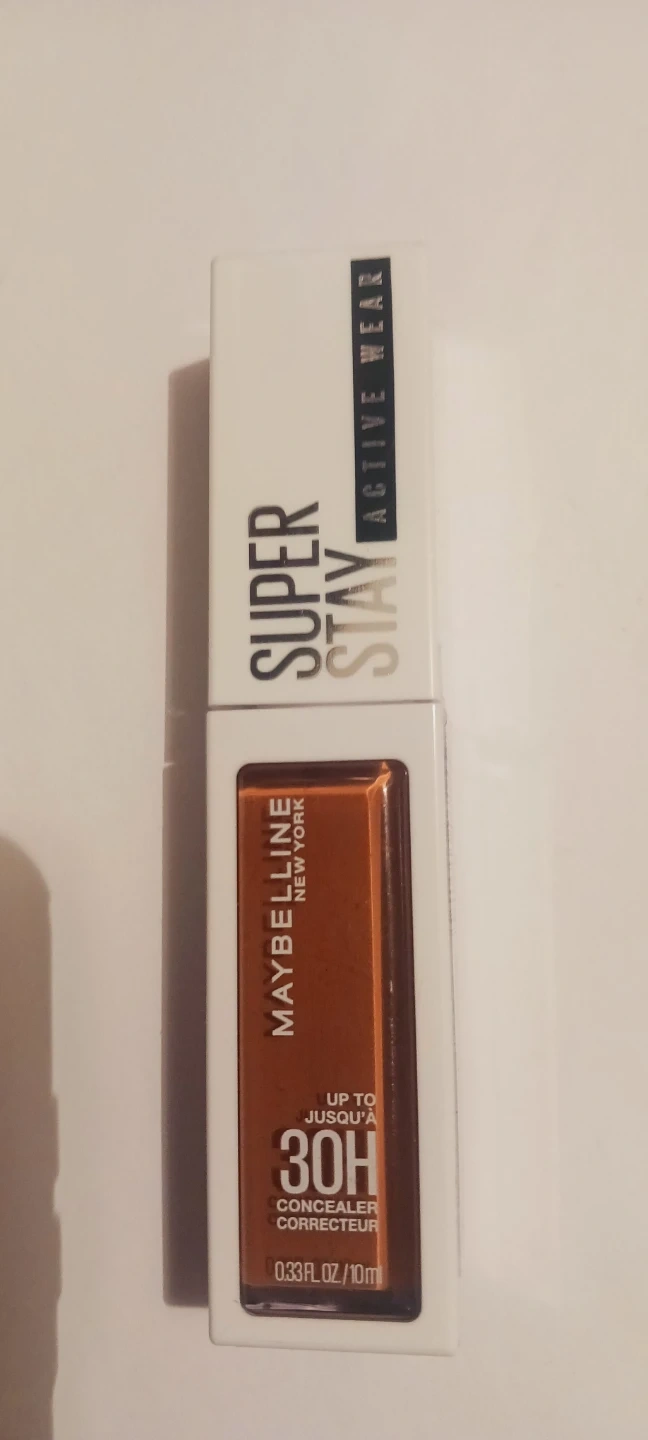 SUPER
STAY
ACTIVE WEAR
MAYBELLINE
NEW YORK
UP TO
JUSQU'À
30H
CONCEALER
CORRECTEUR
0.33 FL. OZ. / 10 ml